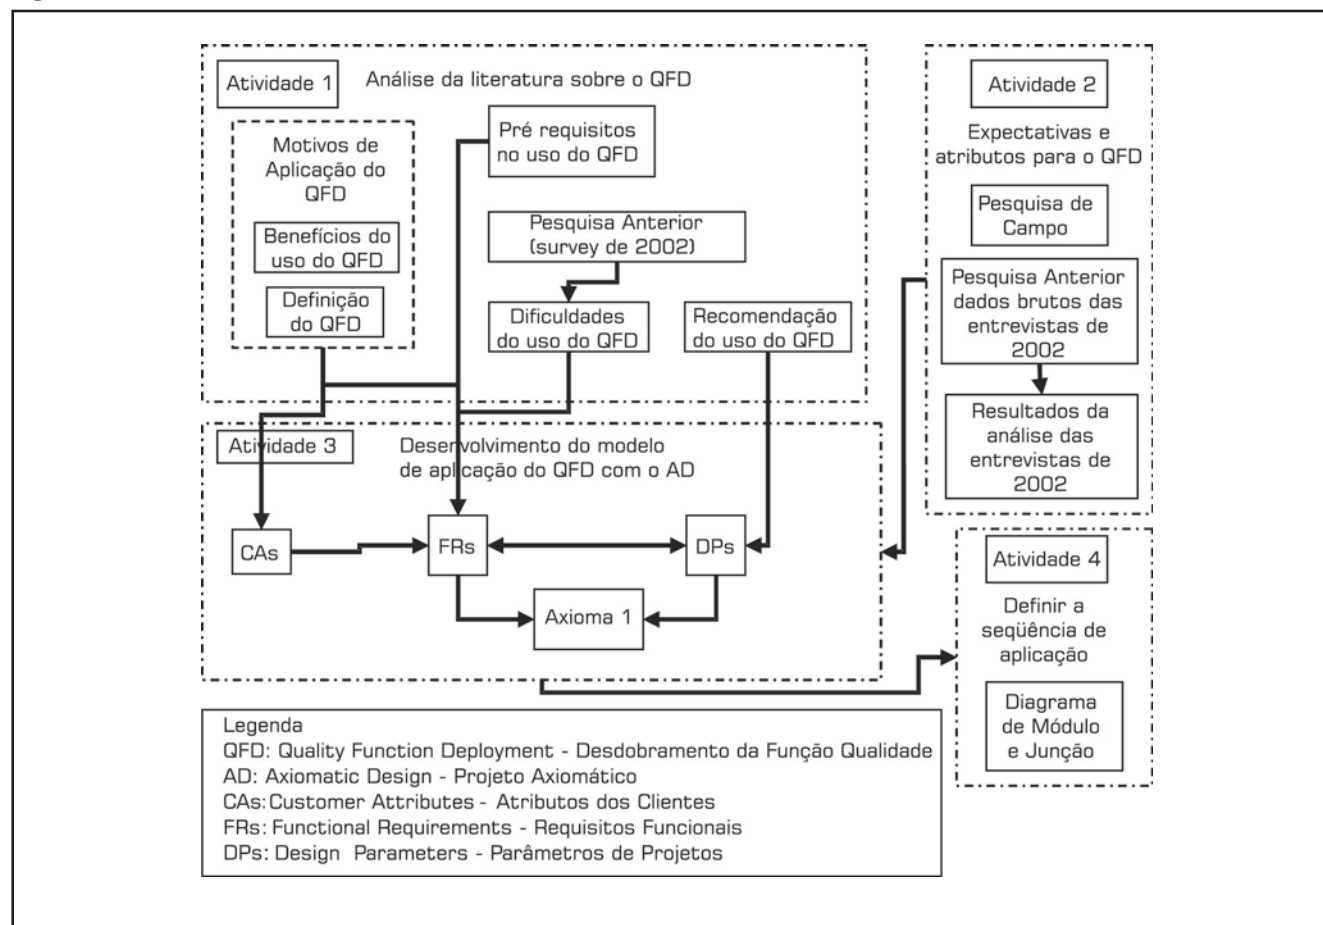 Atividade 1
Análise da literatura sobre o QFD
Motivos de
Aplicação do
QFD
Benefícios do
uso do QFD
Definição
do QFD
Pré requisitos
no uso do QFD
Pesquisa Anterior
(survey de 2002)
Dificuldades
do uso do QFD
Recomendação
do uso do QFD
Atividade 2
Expectativas e
atributos para o QFD
Pesquisa de
Campo
Pesquisa Anterior
dados brutos das
entrevistas de
2002
Resultados da
análise das
entrevistas de
2002
Atividade 3
Desenvolvimento do modelo
de aplicação do QFD com o AD
CAs
FRs
DPs
Axioma 1
Atividade 4
Definir a
seqüência de
aplicação
Diagrama
de Módulo
e Junção
Legenda
QFD: Quality Function Deployment - Desdobramento da Função Qualidade
AD: Axiomatic Design - Projeto Axiomático
CAs: Customer Attributes - Atributos dos Clientes
FRs: Functional Requirements - Requisitos Funcionais
DPs: Design Parameters - Parâmetros de Projetos